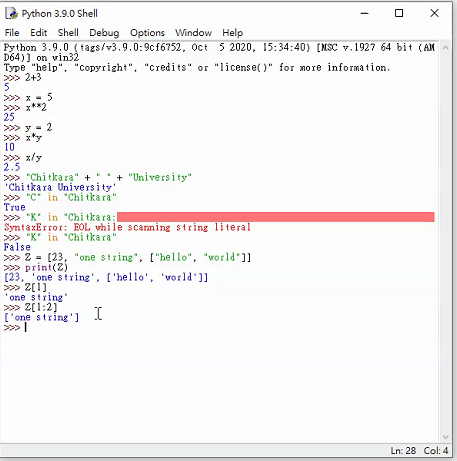 Python 3.9.0 Shell
File Edit Shell Debug Options Window Help
Python 3.9.0 (tags/v3.9.0:9cf6752, Oct  5 2020, 15:34:40) [MSC v.1927 64 bit (AM
D64)] on win32
Type "help", "copyright", "credits" or "license()" for more information.
>>> 2+3
5
>>> x = 5
>>> x**2
25
>>> y = 2
>>> x*y
10
>>> x/y
2.5
>>> "Chitkara" + " " + "University"
'Chitkara University'
>>> "C" in "Chitkara"
True
>>> "K" in "Chitkara:
SyntaxError: EOL while scanning string literal
>>> "K" in "Chitkara"
False
>>> Z = [23, "one string", ["hello", "world"]]
>>> print(Z)
[23, 'one string', ['hello', 'world']]
>>> Z[1]
'one string'
>>> Z[1:2]
['one string']
>>>
Ln: 28 Col: 4